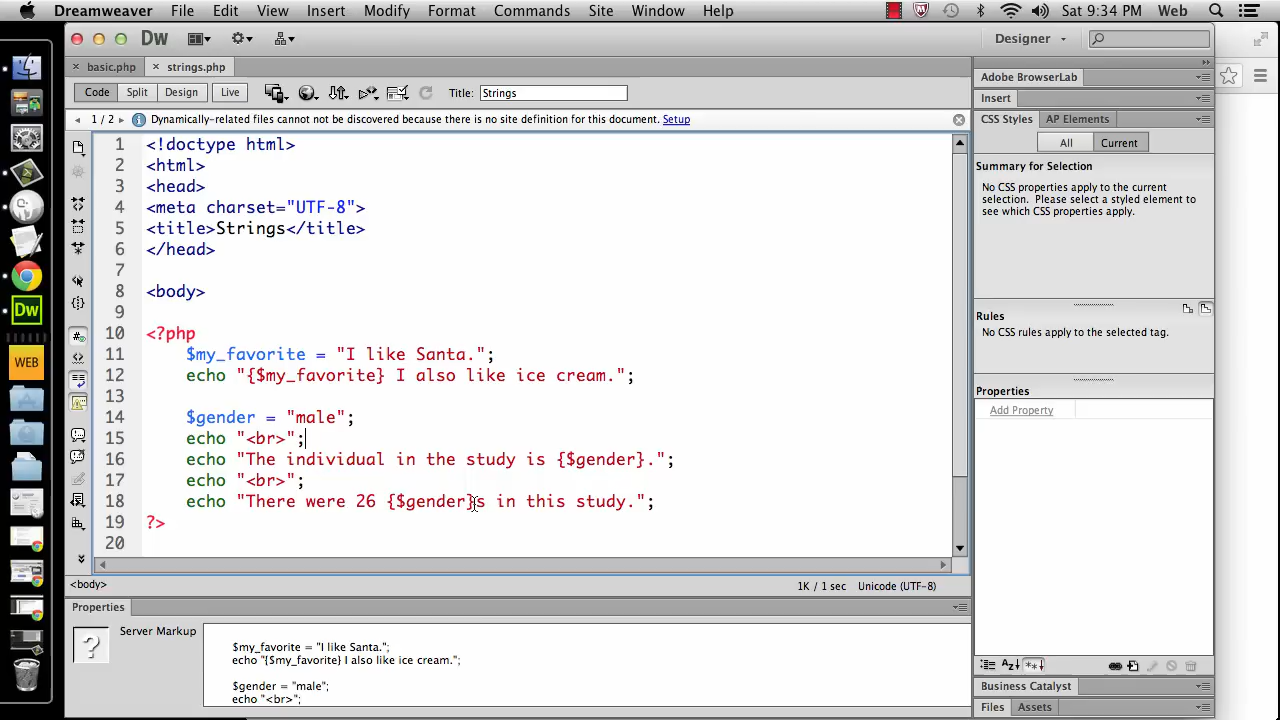 Dreamweaver File Edit View Insert Modify Format Commands Site Window Help Sat 9:34 PM Web
Dw Designer
× basic.php × strings.php
Code Split Design Live Title: Strings
1 / 2 Dynamically-related files cannot not be discovered because there is no site definition for this document. Setup
1 <!doctype html>
2 <html>
3 <head>
4 <meta charset="UTF-8">
5 <title>Strings</title>
6 </head>
7
8 <body>
9
10 <?php
11 $my_favorite = "I like Santa.";
12 echo "{$my_favorite} I also like ice cream.";
13
14 $gender = "male";
15 echo "<br>";
16 echo "The individual in the study is {$gender}.";
17 echo "<br>";
18 echo "There were 26 {$gender}s in this study.";
19 ?>
20
<body> 1K / 1 sec Unicode (UTF-8)
Properties
? Server Markup
$my_favorite = "I like Santa.";
echo "{$my_favorite} I also like ice cream.";
$gender = "male";
echo "<br>";
Adobe BrowserLab
Insert
CSS Styles AP Elements
All Current
Summary for Selection
No CSS properties apply to the current
selection. Please select a styled element
to see which CSS properties apply.
Rules
No CSS rules apply to the selected tag.
Properties
Add Property
Az↓ **↓
Business Catalyst
Files Assets
Dw
WEB